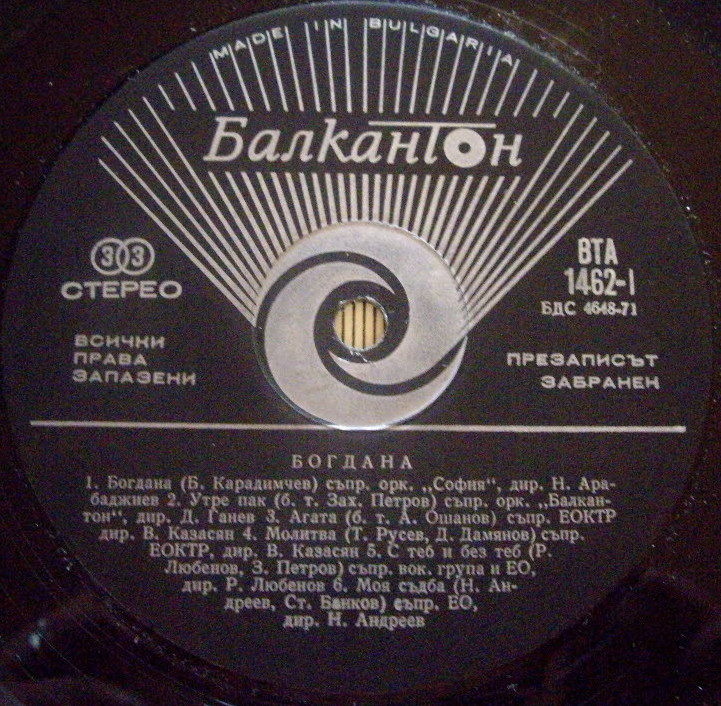 MADE IN BULGARIA
Балкантон
33
СТЕРЕО
ВТА
1462-I
БДС 4648-71
ВСИЧКИ
ПРАВА
ЗАПАЗЕНИ
ПРЕЗАПИСЪТ
ЗАБРАНЕН
БОГДАНА
1. Богдана (Б. Карадимчев) съпр. орк. „София“, дир. Н. Ара-
баджиев 2. Утре пак (б. т. Зах. Петров) съпр. орк. „Балкан-
тон“, дир. Д. Ганев 3. Агата (б. т. А. Ошанов) съпр. ЕОКТР
дир. В. Казасян 4. Молитва (Т. Русев, Д. Дамянов) съпр.
ЕОКТР, дир. В. Казасян 5. С теб и без теб (Р.
Любенов, З. Петров) съпр. вок. група и ЕО,
дир. Р. Любенов 6. Моя съдба (Н. Ан-
дреев, Ст. Банков) съпр. ЕО,
дир. Н. Андреев